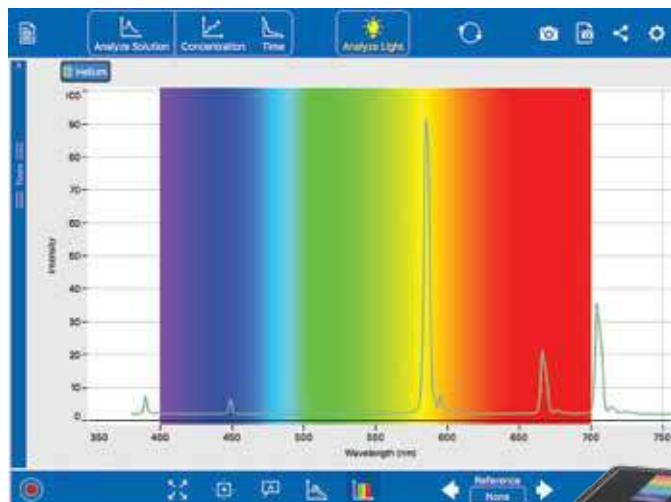 Analyze Solution
Concentration
Time
Analyze Light
Helium
Tools
Intensity
100
90
80
70
60
50
40
30
20
10
0
350
400
450
500
550
600
650
700
750
Wavelength (nm)
Reference
None